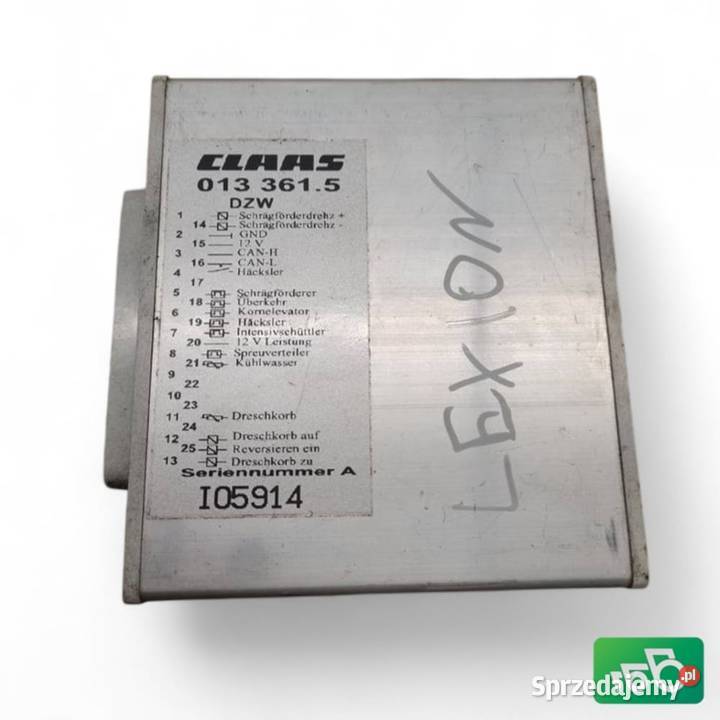 CLAAS
013 361.5
DZW
1 Schrägförderdrehz +
14 Schrägförderdrehz -
2 GND
15 12 V
3 CAN-H
16 CAN-L
4 Häcksler
17
5 Schrägförderer
18 Überkehr
6 Kornelevator
19 Häcksler
7 Intensivschüttler
20 12 V Leistung
8 Spreuverteiler
21 Kühlwasser
9
22
10
23
11 Dreschkorb
24
12 Dreschkorb auf
25 Reversieren ein
13 Dreschkorb zu
Seriennummer A
I05914
LEXION
Sprzedajemy.pl